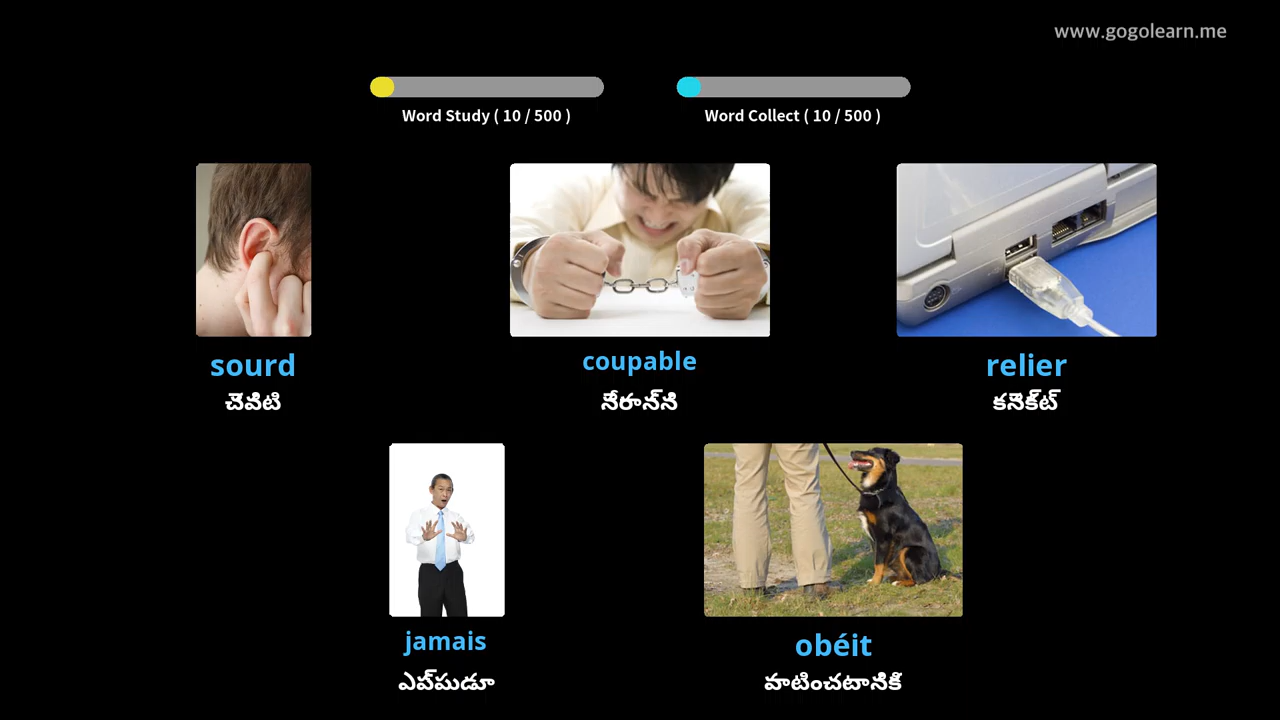 www.gogolearn.me
Word Study ( 10 / 500 )
Word Collect ( 10 / 500 )
sourd
చెవిటి
coupable
నేరాన్ని
relier
కనెక్ట్
jamais
ఎప్పుడూ
obéit
పాటించటానికి